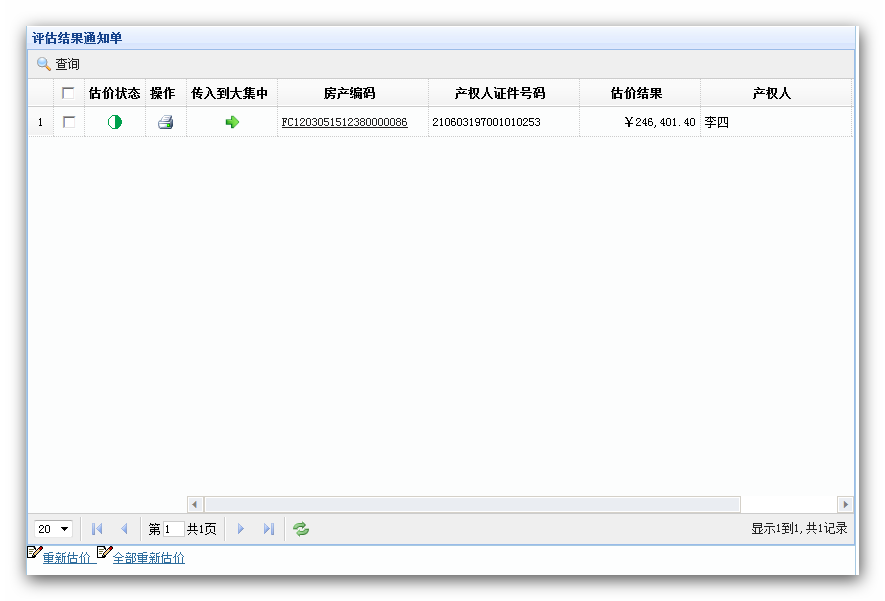 评估结果通知单
查询
估价状态 操作 传入到大集中 房产编码 产权人证件号码 估价结果 产权人
1 FC1203051512380000086 210603197001010253 ¥246,401.40 李四
20 第 1 共1页 显示1到1,共1记录
重新估价 全部重新估价